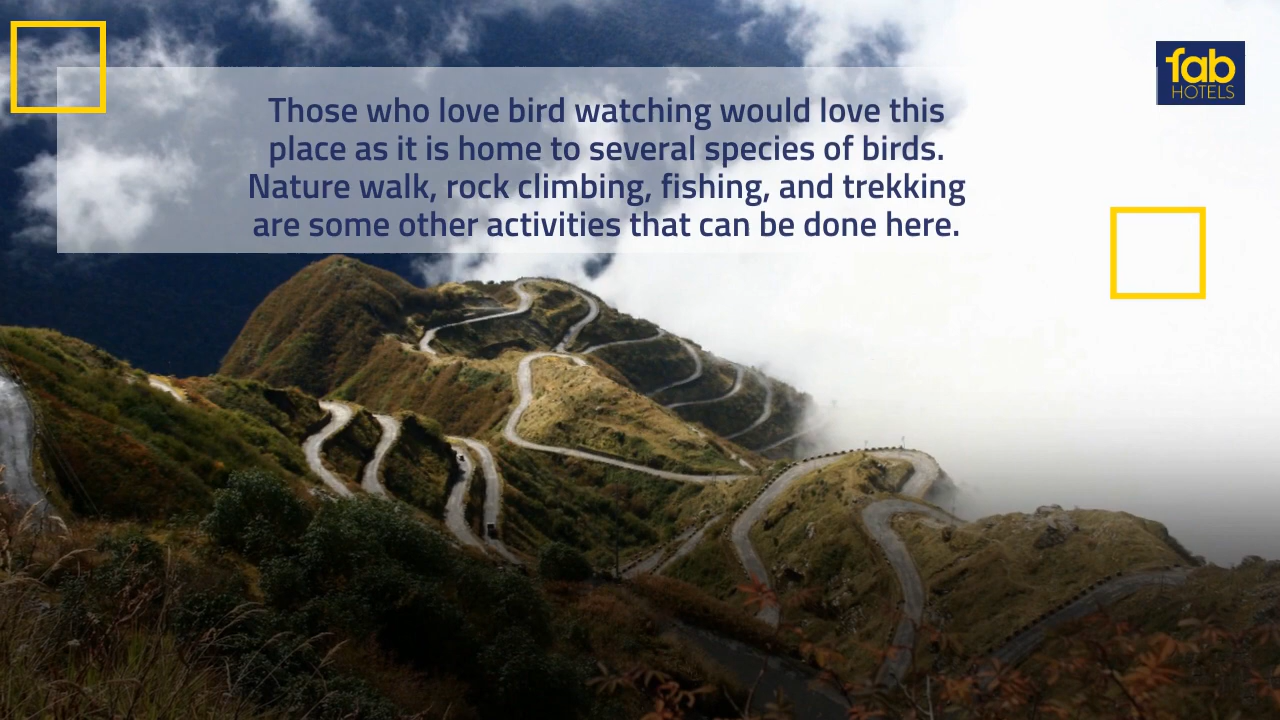 fab
HOTELS
Those who love bird watching would love this
place as it is home to several species of birds.
Nature walk, rock climbing, fishing, and trekking
are some other activities that can be done here.